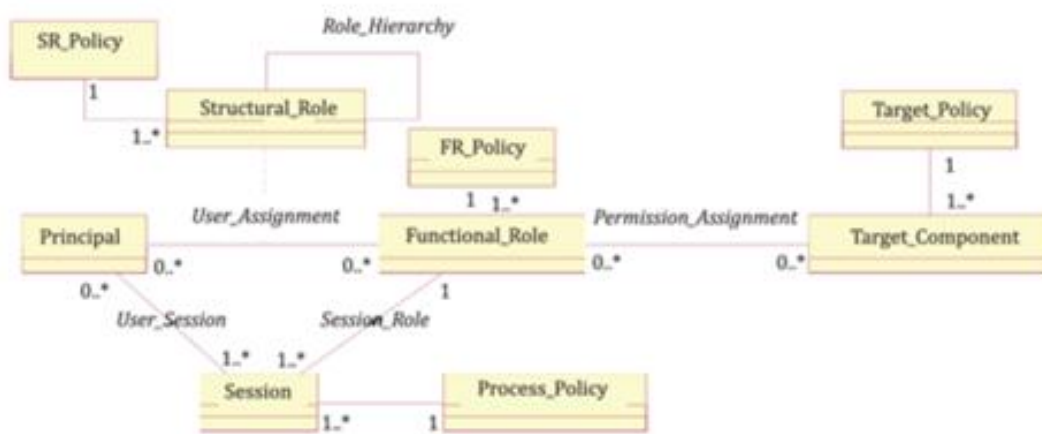 Role_Hierarchy
SR_Policy
1
Structural_Role
1..*
Target_Policy
FR_Policy
1
1
1..*
1..*
User_Assignment
Permission_Assignment
Principal
Functional_Role
Target_Component
0..*
0..*
0..*
0..*
0..*
1
User_Session
Session_Role
1..*
1..*
Session
Process_Policy
1..*
1